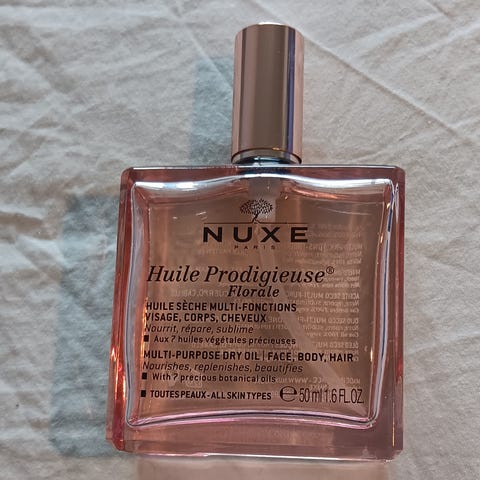 NUXE
PARIS
Huile Prodigieuse®
Florale
HUILE SÈCHE MULTI-FONCTIONS
VISAGE, CORPS, CHEVEUX
Nourrit, répare, sublime
■ Aux 7 huiles végétales précieuses
MULTI-PURPOSE DRY OIL | FACE, BODY, HAIR
Nourishes, replenishes, beautifies
■ With 7 precious botanical oils
■ TOUTES PEAUX - ALL SKIN TYPES
℮ 50 ml 1.6 FL.OZ.